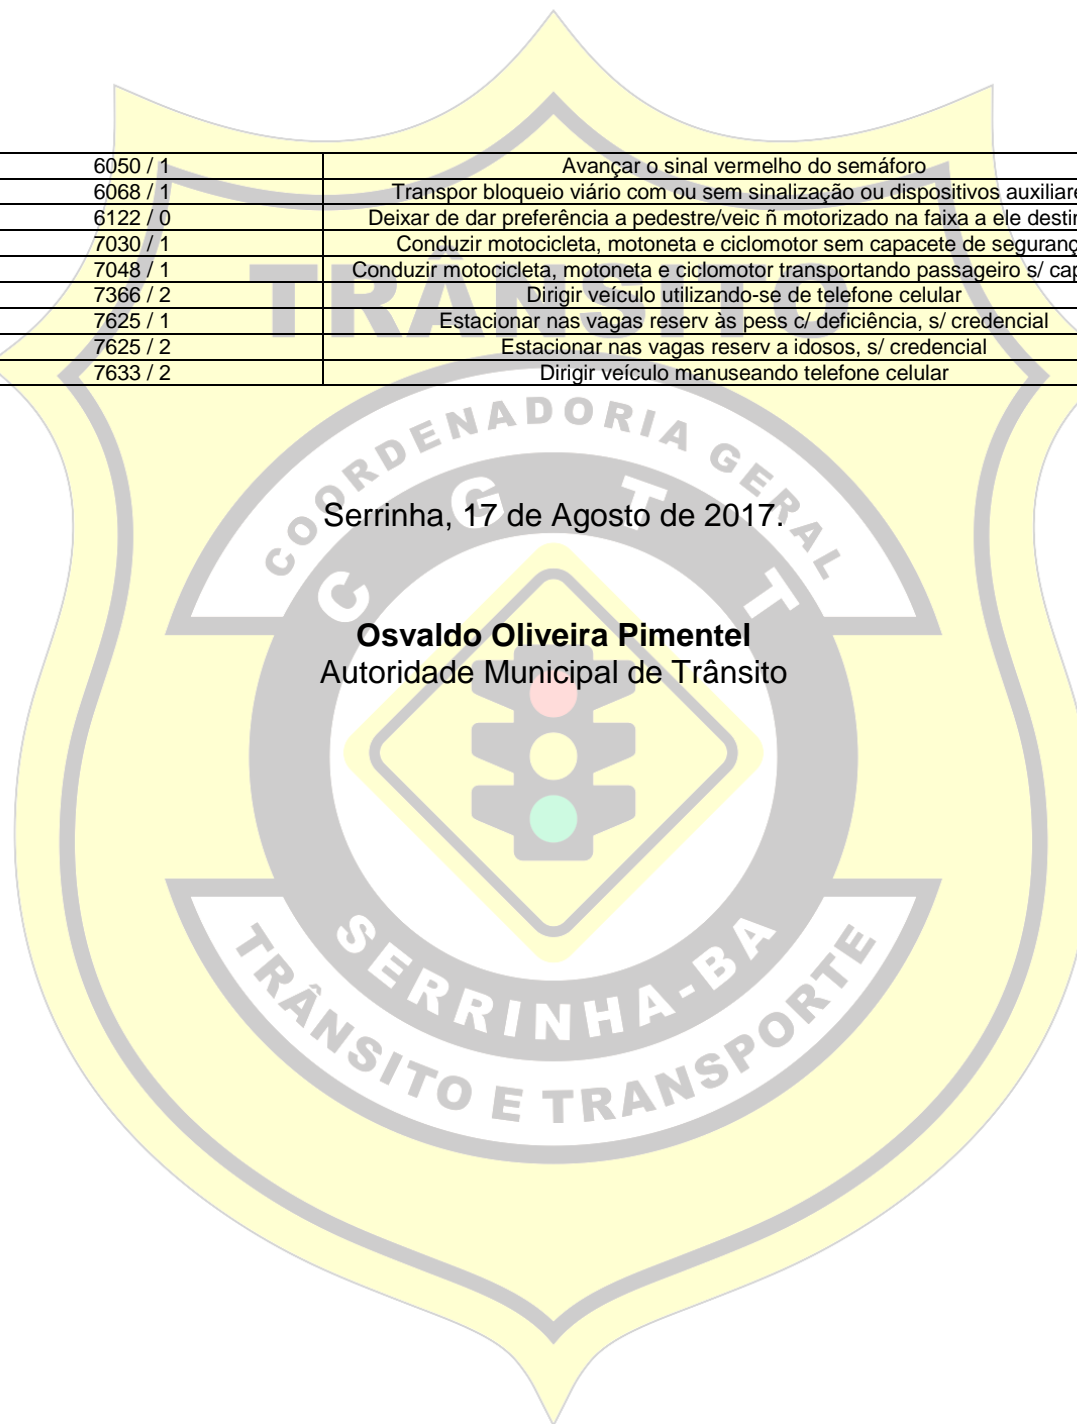 6050 / 1 Avançar o sinal vermelho do semáforo
6068 / 1 Transpor bloqueio viário com ou sem sinalização ou dispositivos auxiliare
6122 / 0 Deixar de dar preferência a pedestre/veic ñ motorizado na faixa a ele destin
7030 / 1 Conduzir motocicleta, motoneta e ciclomotor sem capacete de seguranç
7048 / 1 Conduzir motocicleta, motoneta e ciclomotor transportando passageiro s/ cap
7366 / 2 Dirigir veículo utilizando-se de telefone celular
7625 / 1 Estacionar nas vagas reserv às pess c/ deficiência, s/ credencial
7625 / 2 Estacionar nas vagas reserv a idosos, s/ credencial
7633 / 2 Dirigir veículo manuseando telefone celular
TRÂNSITO
COORDENADORIA GERAL
C G T T
Serrinha, 17 de Agosto de 2017.
Osvaldo Oliveira Pimentel
Autoridade Municipal de Trânsito
SERRINHA-BA
TRÂNSITO E TRANSPORTE